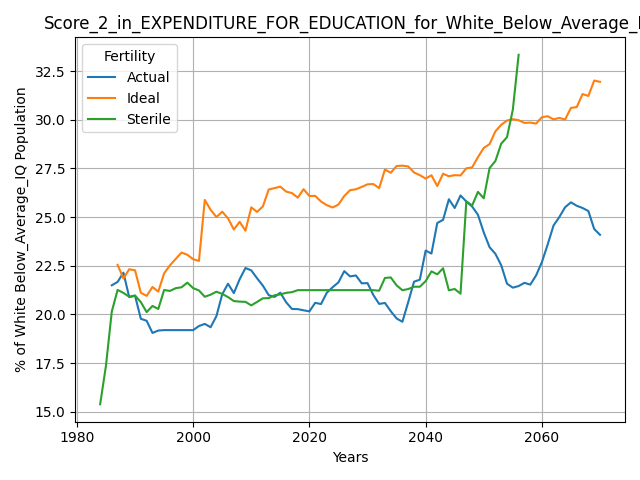 Score_2_in_EXPENDITURE_FOR_EDUCATION_for_White_Below_Average_I
Fertility
Actual
Ideal
Sterile
% of White Below_Average_IQ Population
32.5
30.0
27.5
25.0
22.5
20.0
17.5
15.0
1980
2000
2020
2040
2060
Years